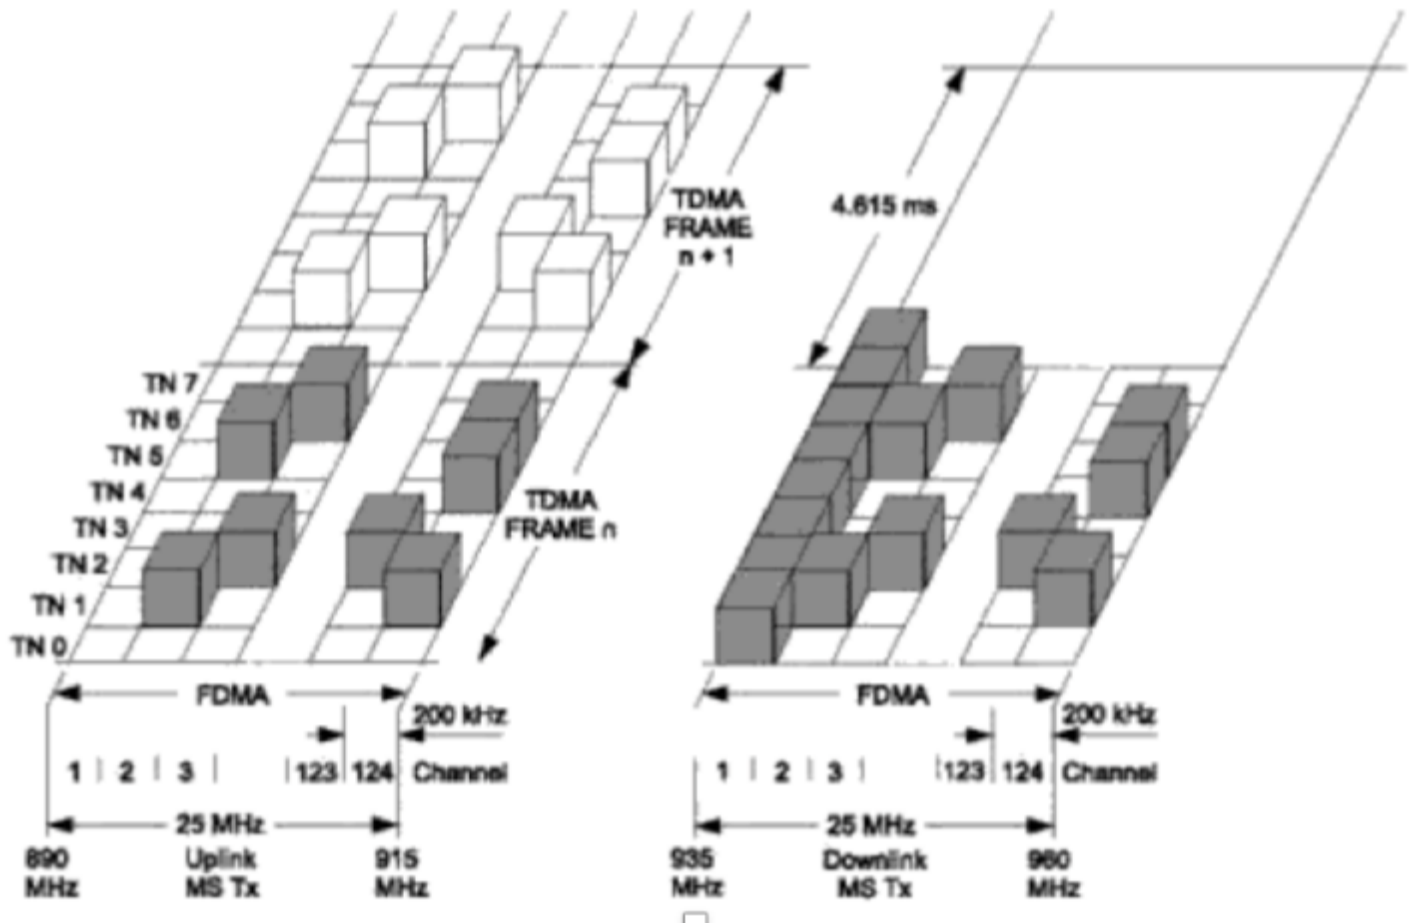 TDMA
FRAME
n + 1
4.615 ms
TN 7
TN 6
TN 5
TN 4
TN 3
TN 2
TN 1
TN 0
TDMA
FRAME n
FDMA
200 kHz
1 | 2 | 3 | | 123 | 124 Channel
25 MHz
890
MHz
Uplink
MS Tx
915
MHz
FDMA
200 kHz
1 | 2 | 3 | | 123 | 124 Channel
25 MHz
935
MHz
Downlink
MS Tx
960
MHz